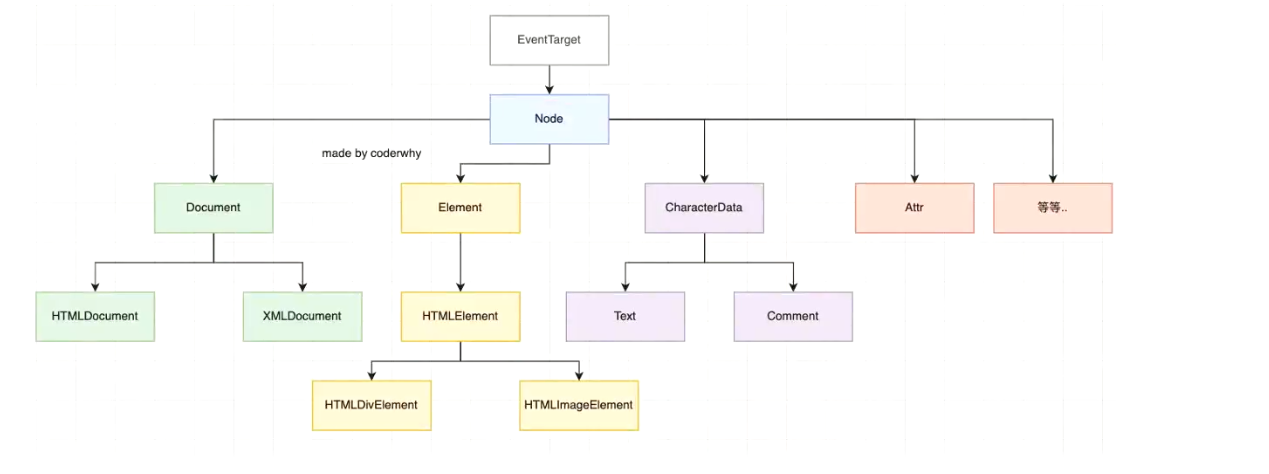 EventTarget
Node
made by coderwhy
Document
Element
CharacterData
Attr
等等..
HTMLDocument
XMLDocument
HTMLElement
Text
Comment
HTMLDivElement
HTMLImageElement